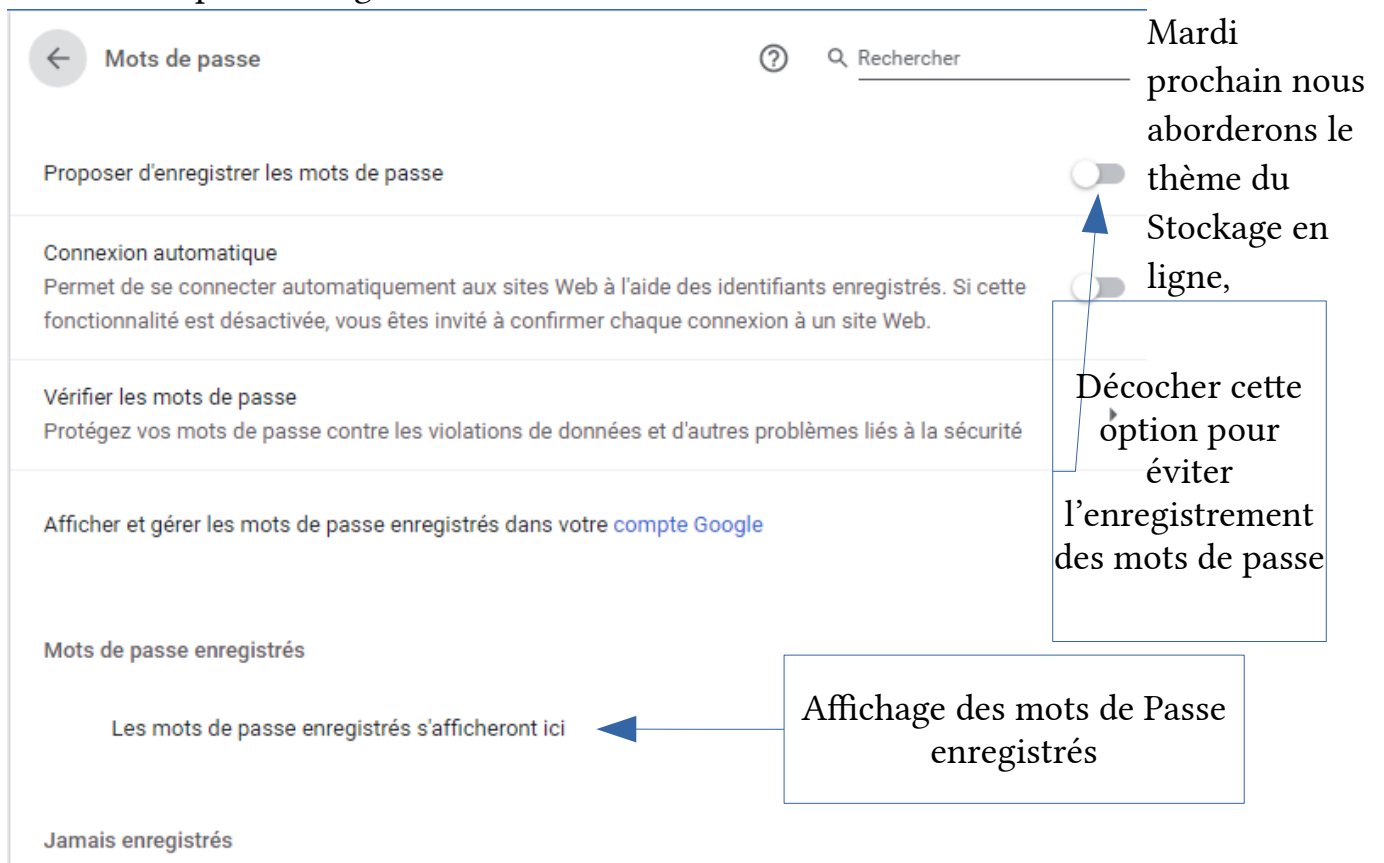 Mots de passe
Rechercher
Mardi
prochain nous
aborderons le
thème du
Stockage en
ligne,
Proposer d'enregistrer les mots de passe
Connexion automatique
Permet de se connecter automatiquement aux sites Web à l'aide des identifiants enregistrés. Si cette
fonctionnalité est désactivée, vous êtes invité à confirmer chaque connexion à un site Web.
Vérifier les mots de passe
Protégez vos mots de passe contre les violations de données et d'autres problèmes liés à la sécurité
Décocher cette
option pour
éviter
l’enregistrement
des mots de passe
Afficher et gérer les mots de passe enregistrés dans votre compte Google
Mots de passe enregistrés
Les mots de passe enregistrés s'afficheront ici
Affichage des mots de Passe
enregistrés
Jamais enregistrés